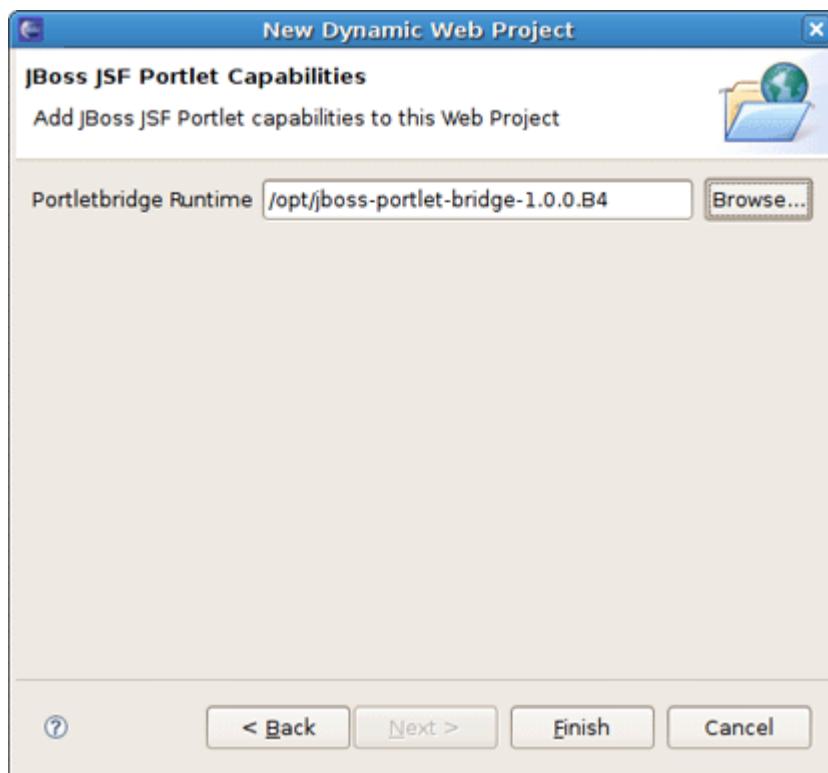 New Dynamic Web Project
JBoss JSF Portlet Capabilities
Add JBoss JSF Portlet capabilities to this Web Project
Portletbridge Runtime /opt/jboss-portlet-bridge-1.0.0.B4 Browse...
? < Back Next > Finish Cancel